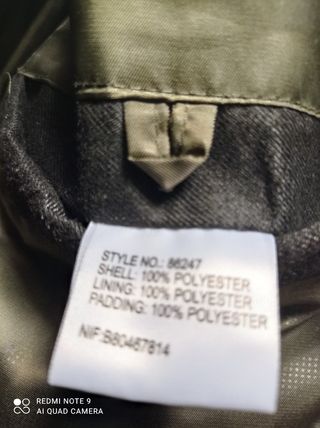 STYLE NO.: 86247
SHELL: 100% POLYESTER
LINING: 100% POLYESTER
PADDING: 100% POLYESTER
NIF:B60467814
REDMI NOTE 9
AI QUAD CAMERA